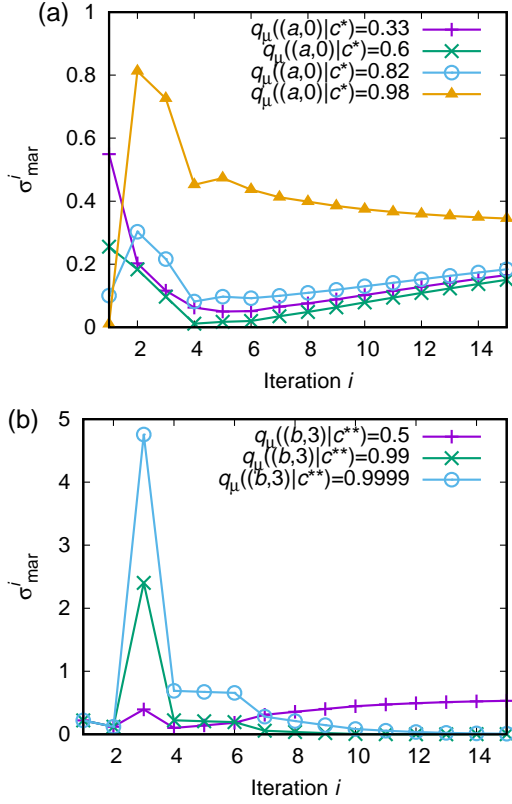 (a)
q_μ((a,0)|c*)=0.33
q_μ((a,0)|c*)=0.6
q_μ((a,0)|c*)=0.82
q_μ((a,0)|c*)=0.98
1
0.8
0.6
0.4
0.2
0
σ^i_mar
2 4 6 8 10 12 14
Iteration i
(b)
q_μ((b,3)|c**)=0.5
q_μ((b,3)|c**)=0.99
q_μ((b,3)|c**)=0.9999
5
4
3
2
1
0
σ^i_mar
2 4 6 8 10 12 14
Iteration i